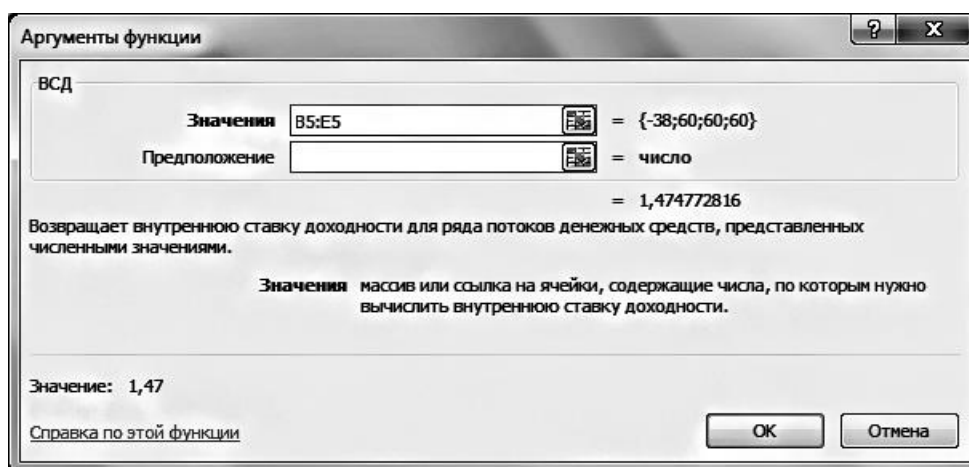 Аргументы функции
ВСД
Значения B5:E5 = {-38;60;60;60}
Предположение = число
= 1,474772816
Возвращает внутреннюю ставку доходности для ряда потоков денежных средств, представленных
численными значениями.
Значения массив или ссылка на ячейки, содержащие числа, по которым нужно
вычислить внутреннюю ставку доходности.
Значение: 1,47
Справка по этой функции
ОК Отмена